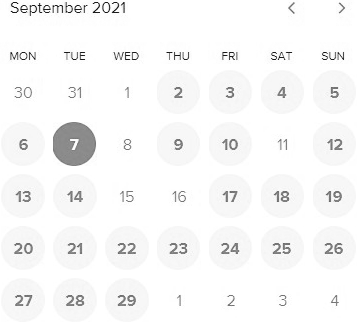 September 2021
MON TUE WED THU FRI SAT SUN
30 31 1 2 3 4 5
6 7 8 9 10 11 12
13 14 15 16 17 18 19
20 21 22 23 24 25 26
27 28 29 1 2 3 4